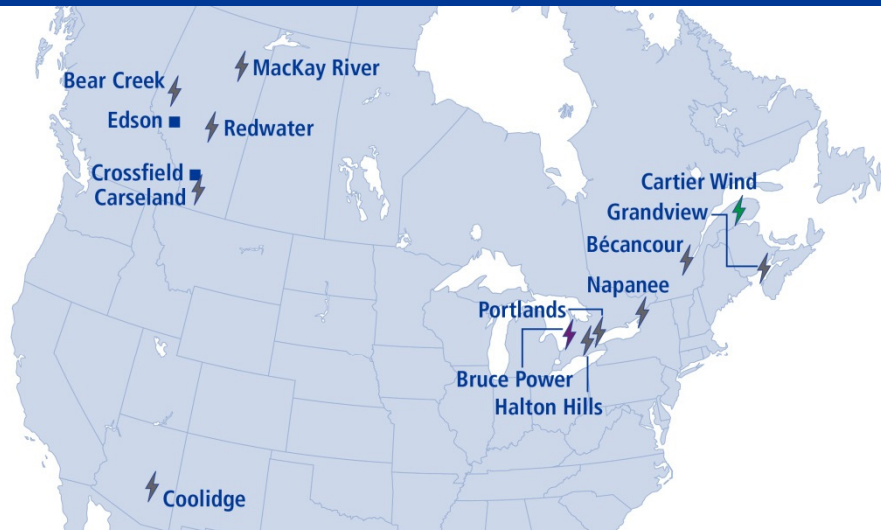 MacKay River
Bear Creek
Edson
Redwater
Crossfield
Carseland
Cartier Wind
Grandview
Bécancour
Napanee
Portlands
Bruce Power
Halton Hills
Coolidge